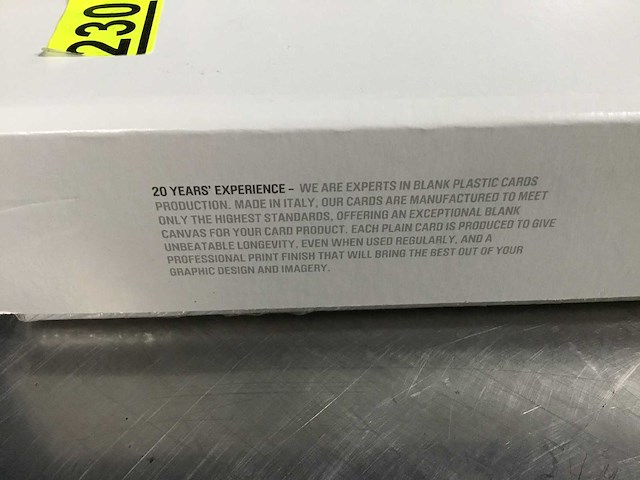 230
20 YEARS' EXPERIENCE - WE ARE EXPERTS IN BLANK PLASTIC CARDS
PRODUCTION. MADE IN ITALY, OUR CARDS ARE MANUFACTURED TO MEET
ONLY THE HIGHEST STANDARDS, OFFERING AN EXCEPTIONAL BLANK
CANVAS FOR YOUR CARD PRODUCT. EACH PLAIN CARD IS PRODUCED TO GIVE
UNBEATABLE LONGEVITY, EVEN WHEN USED REGULARLY, AND A
PROFESSIONAL PRINT FINISH THAT WILL BRING THE BEST OUT OF YOUR
GRAPHIC DESIGN AND IMAGERY.